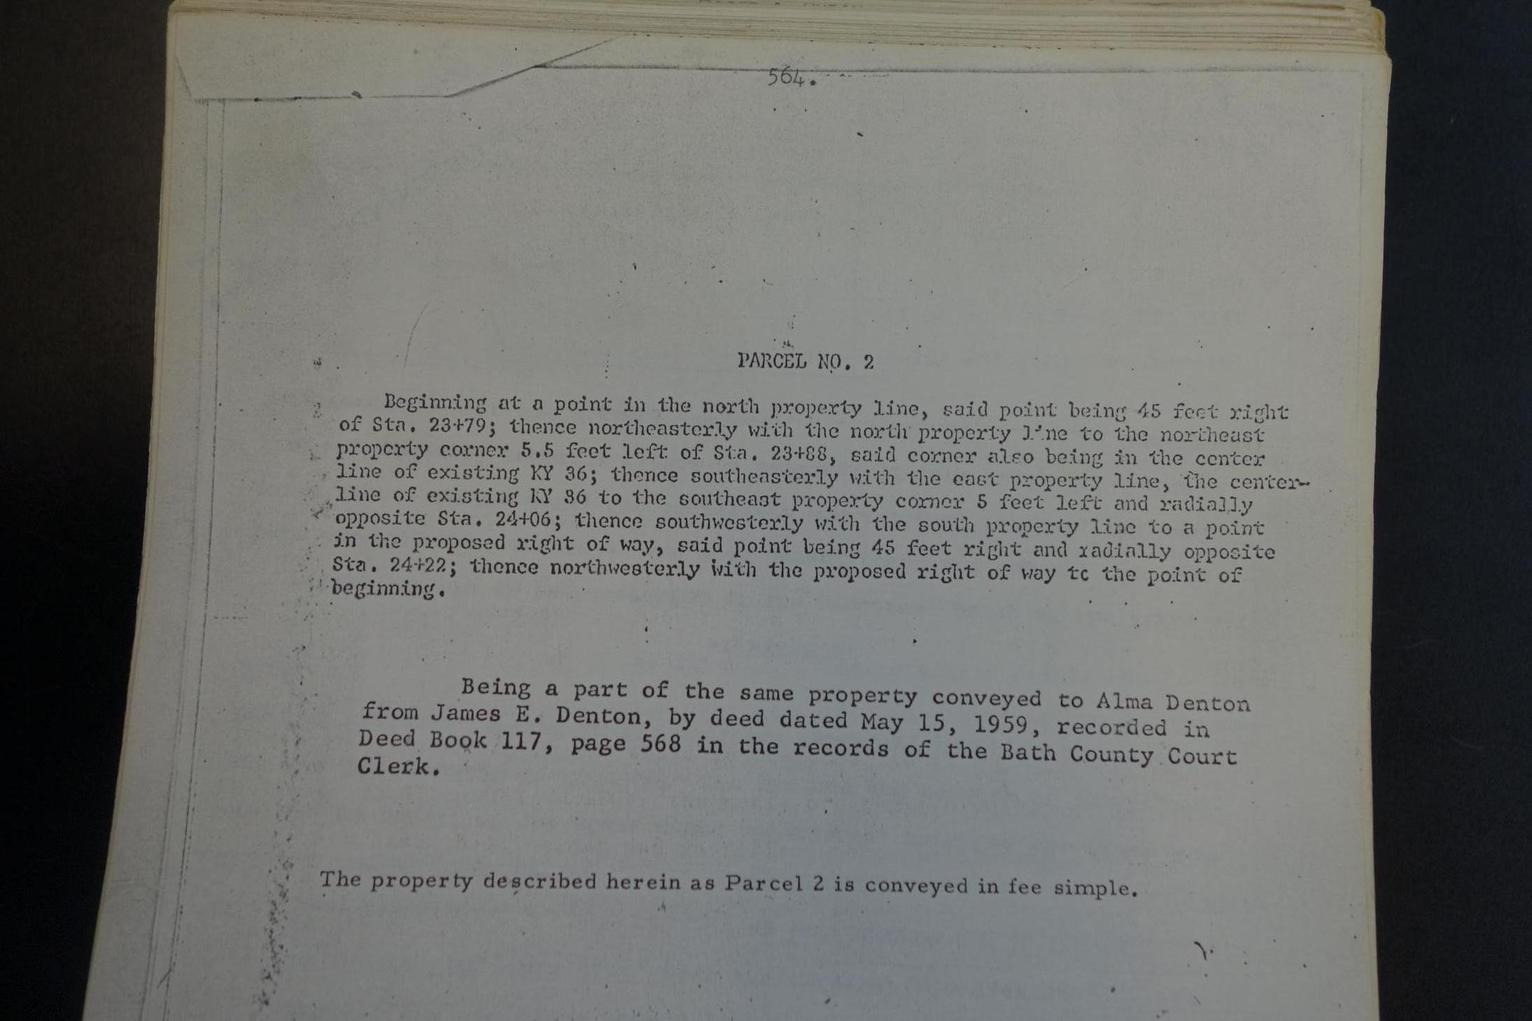 564.
PARCEL NO. 2
Beginning at a point in the north property line, said point being 45 feet right
of Sta. 23+79; thence northeasterly with the north property line to the northeast
property corner 5.5 feet left of Sta. 23+88, said corner also being in the center
line of existing KY 36; thence southeasterly with the east property line, the center-
line of existing KY 36 to the southeast property corner 5 feet left and radially
opposite Sta. 24+06; thence southwesterly with the south property line to a point
in the proposed right of way, said point being 45 feet right and radially opposite
Sta. 24+22; thence northwesterly with the proposed right of way to the point of
beginning.
Being a part of the same property conveyed to Alma Denton
from James E. Denton, by deed dated May 15, 1959, recorded in
Deed Book 117, page 568 in the records of the Bath County Court
Clerk.
The property described herein as Parcel 2 is conveyed in fee simple.